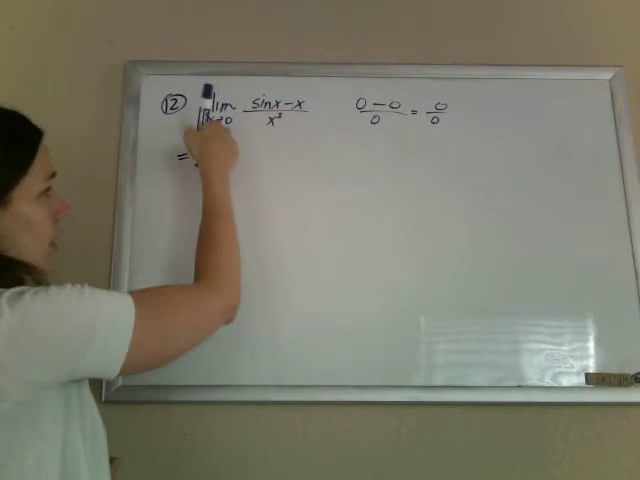 ⑫ lim x→0 (sinx - x)/x³ (0 - 0)/0 = 0/0
=